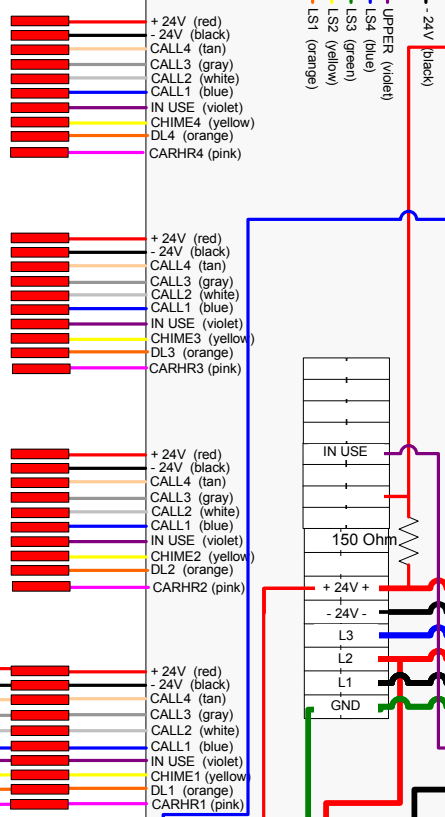 + 24V (red)
- 24V (black)
CALL4 (tan)
CALL3 (gray)
CALL2 (white)
CALL1 (blue)
IN USE (violet)
CHIME4 (yellow)
DL4 (orange)
CARHR4 (pink)
LS1 (orange)
LS2 (yellow)
LS3 (green)
LS4 (blue)
UPPER (violet)
- 24V (black)
+ 24V (red)
- 24V (black)
CALL4 (tan)
CALL3 (gray)
CALL2 (white)
CALL1 (blue)
IN USE (violet)
CHIME3 (yellow)
DL3 (orange)
CARHR3 (pink)
+ 24V (red)
- 24V (black)
CALL4 (tan)
CALL3 (gray)
CALL2 (white)
CALL1 (blue)
IN USE (violet)
CHIME2 (yellow)
DL2 (orange)
CARHR2 (pink)
IN USE
150 Ohm
+ 24V +
- 24V -
L3
L2
L1
GND
+ 24V (red)
- 24V (black)
CALL4 (tan)
CALL3 (gray)
CALL2 (white)
CALL1 (blue)
IN USE (violet)
CHIME1 (yellow)
DL1 (orange)
CARHR1 (pink)